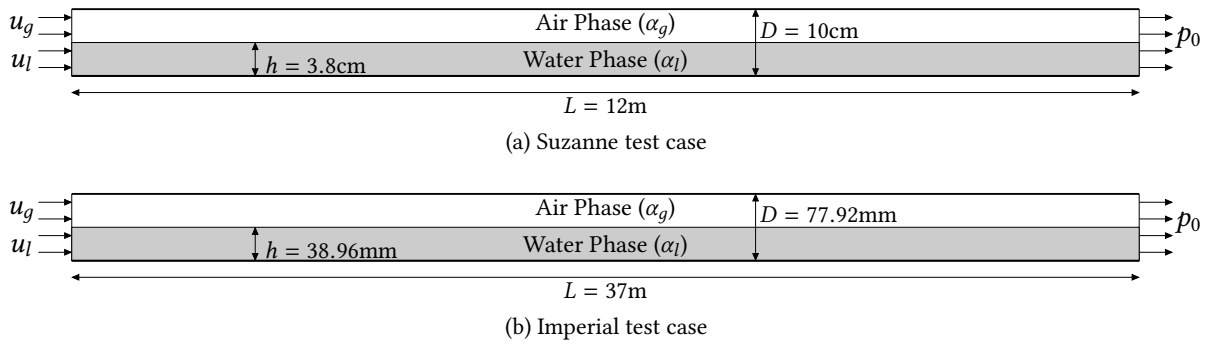 u_g
Air Phase (α_g)
D = 10cm
p_0
u_l
h = 3.8cm
Water Phase (α_l)
L = 12m
(a) Suzanne test case
u_g
Air Phase (α_g)
D = 77.92mm
p_0
u_l
h = 38.96mm
Water Phase (α_l)
L = 37m
(b) Imperial test case